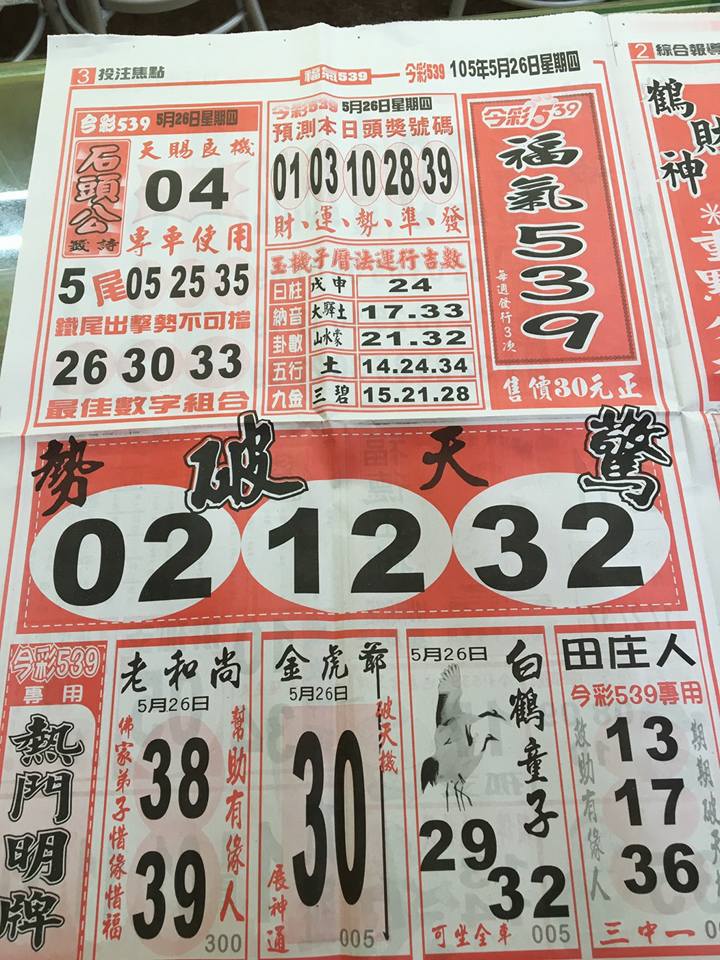 3 投注焦點
福氣539
今彩539 105年5月26日星期四
2 綜合報導
今彩539 5月26日星期四
石頭公
天賜良機
04
專車使用
5尾 05 25 35
鐵尾出擊勢不可擋
26 30 33
最佳數字組合
今彩539 5月26日星期四
預測本日頭獎號碼
01 03 10 28 39
財、運、勢、準、發
玉機子曆法運行吉數
日柱 戊申 24
納音 大驛土 17.33
卦數 山水蒙 21.32
五行 土 14.24.34
九金 三碧 15.21.28
今彩539
福氣539
每週發行3次
售價30元正
鶴財神
勢破天驚
02 12 32
今彩539
專用
熱門明牌
老和尚
5月26日
幫助有緣人
38
39
佛家弟子惜緣惜福
300
金虎爺
5月26日
破天機
30
展神通
005
5月26日
白鶴童子
29
32
可坐全車
005
田庄人
今彩539專用
13
17
36
救助有緣人
三中一